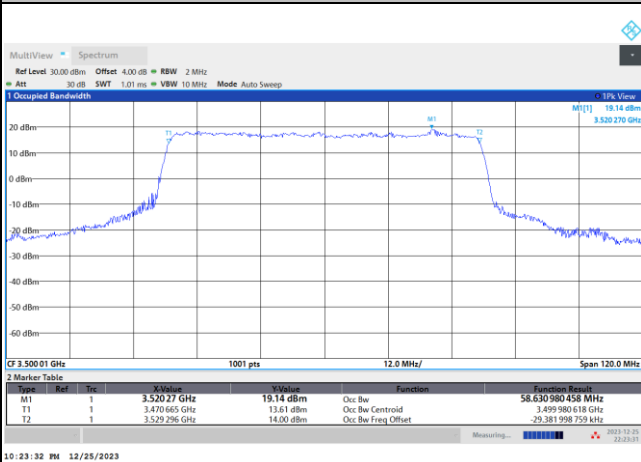 MultiView Spectrum
Ref Level 30.00 dBm Offset 4.00 dB RBW 2 MHz
Att 30 dB SWT 1.01 ms VBW 10 MHz Mode Auto Sweep
1 Occupied Bandwidth 1Pk View
M1[1] 19.14 dBm
3.520 270 GHz
M1
20 dBm
T1 T2
10 dBm
0 dBm
-10 dBm
-20 dBm
-30 dBm
-40 dBm
-50 dBm
-60 dBm
CF 3.500 01 GHz 1001 pts 12.0 MHz/ Span 120.0 MHz
2 Marker Table
Type Ref Trc X-Value Y-Value Function Function Result
M1 1 3.520 27 GHz 19.14 dBm Occ Bw 58.630 980 458 MHz
T1 1 3.470 665 GHz 13.61 dBm Occ Bw Centroid 3.499 980 618 GHz
T2 1 3.529 296 GHz 14.00 dBm Occ Bw Freq Offset -29.381 998 759 kHz
Measuring... 2023-12-25
22:23:31
10:23:32 PM 12/25/2023